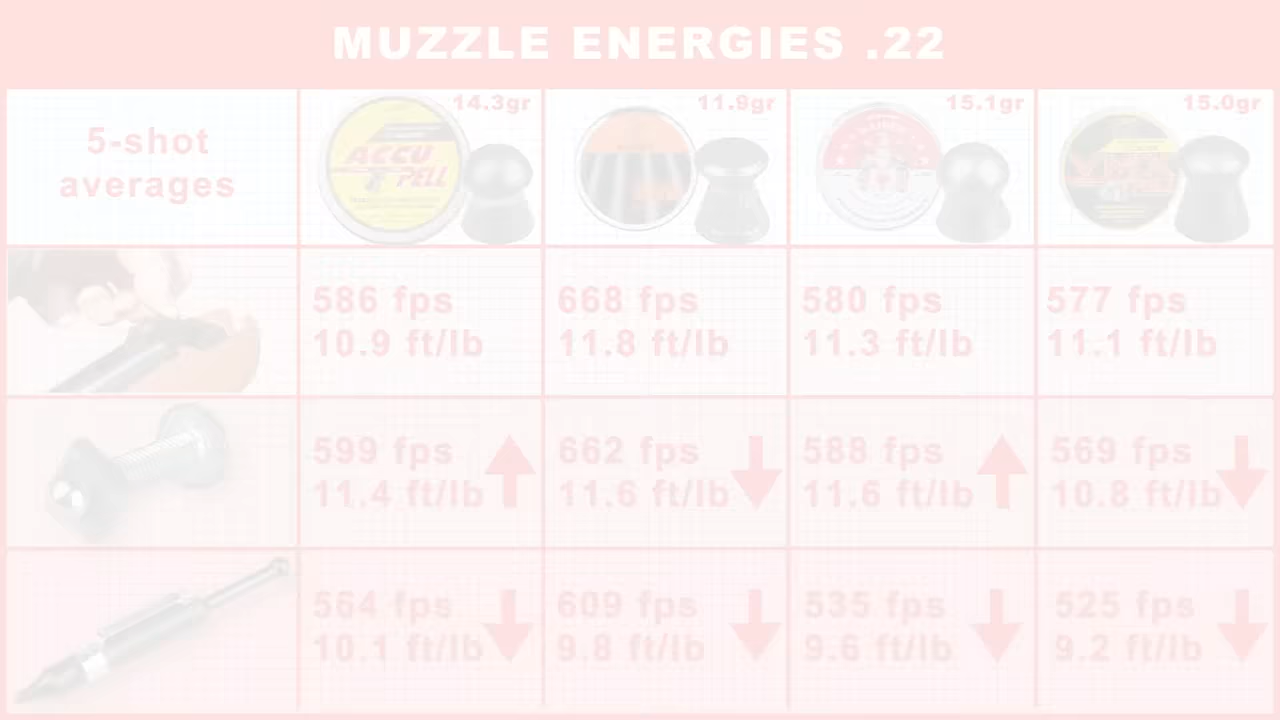 MUZZLE ENERGIES .22
5-shot
averages
14.3gr
11.9gr
15.1gr
15.0gr
ACCU
PELL
586 fps
10.9 ft/lb
668 fps
11.8 ft/lb
580 fps
11.3 ft/lb
577 fps
11.1 ft/lb
599 fps
11.4 ft/lb
662 fps
11.6 ft/lb
588 fps
11.6 ft/lb
569 fps
10.8 ft/lb
564 fps
10.1 ft/lb
609 fps
9.8 ft/lb
535 fps
9.6 ft/lb
525 fps
9.2 ft/lb